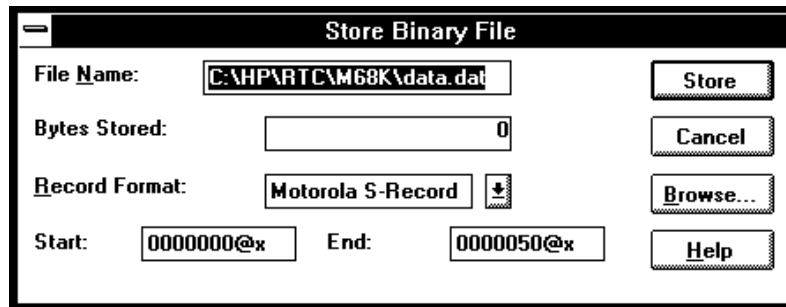 Store Binary File
File Name: C:\HP\RTC\M68K\data.dat Store
Bytes Stored: 0 Cancel
Record Format: Motorola S-Record Browse...
Start: 0000000@x End: 0000050@x Help